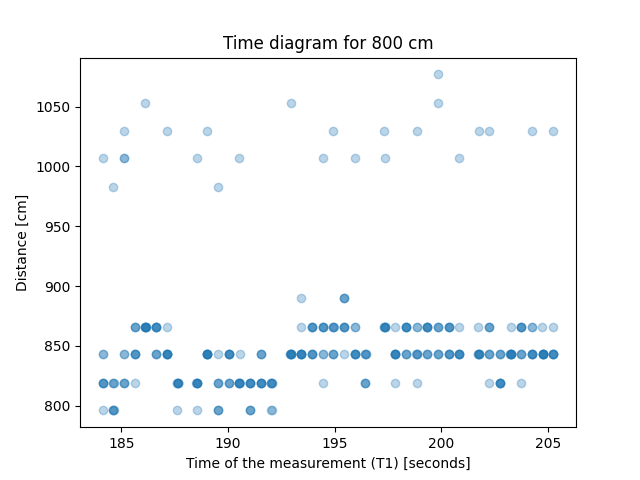 Time diagram for 800 cm
Distance [cm]
1050
1000
950
900
850
800
185 190 195 200 205
Time of the measurement (T1) [seconds]